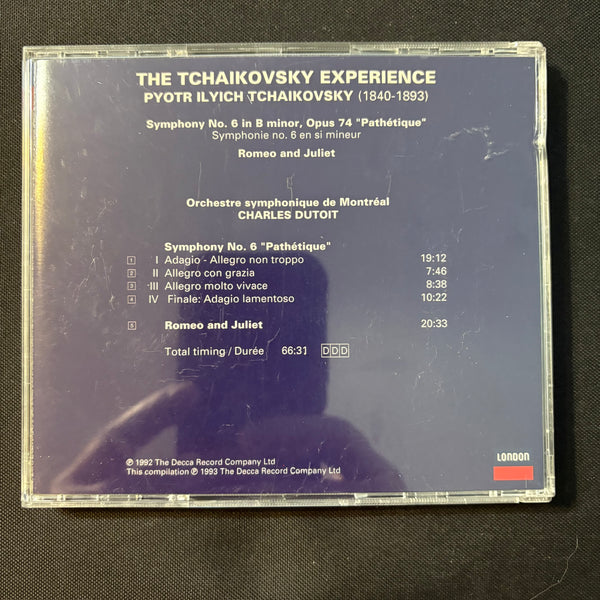 THE TCHAIKOVSKY EXPERIENCE
PYOTR ILYICH TCHAIKOVSKY (1840-1893)
Symphony No. 6 in B minor, Opus 74 "Pathétique"
Symphonie no. 6 en si mineur
Romeo and Juliet
Orchestre symphonique de Montréal
CHARLES DUTOIT
Symphony No. 6 "Pathétique"
1 I Adagio - Allegro non troppo 19:12
2 II Allegro con grazia 7:46
3 III Allegro molto vivace 8:38
4 IV Finale: Adagio lamentoso 10:22
5 Romeo and Juliet 20:33
Total timing / Durée 66:31 DDD
℗ 1992 The Decca Record Company Ltd
This compilation ℗ 1993 The Decca Record Company Ltd
LONDON